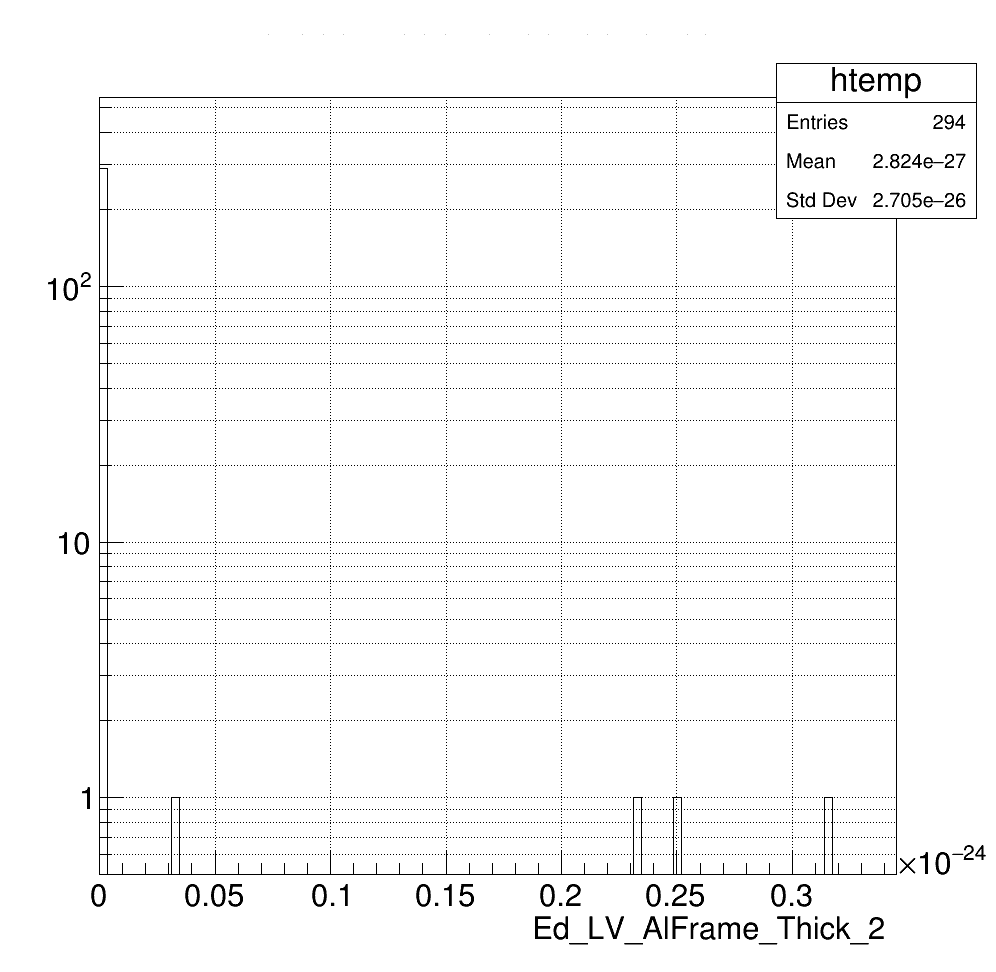 htemp
Entries 294
Mean 2.824e−27
Std Dev 2.705e−26
10²
10
1
0 0.05 0.1 0.15 0.2 0.25 0.3
×10⁻²⁴
Ed_LV_AlFrame_Thick_2